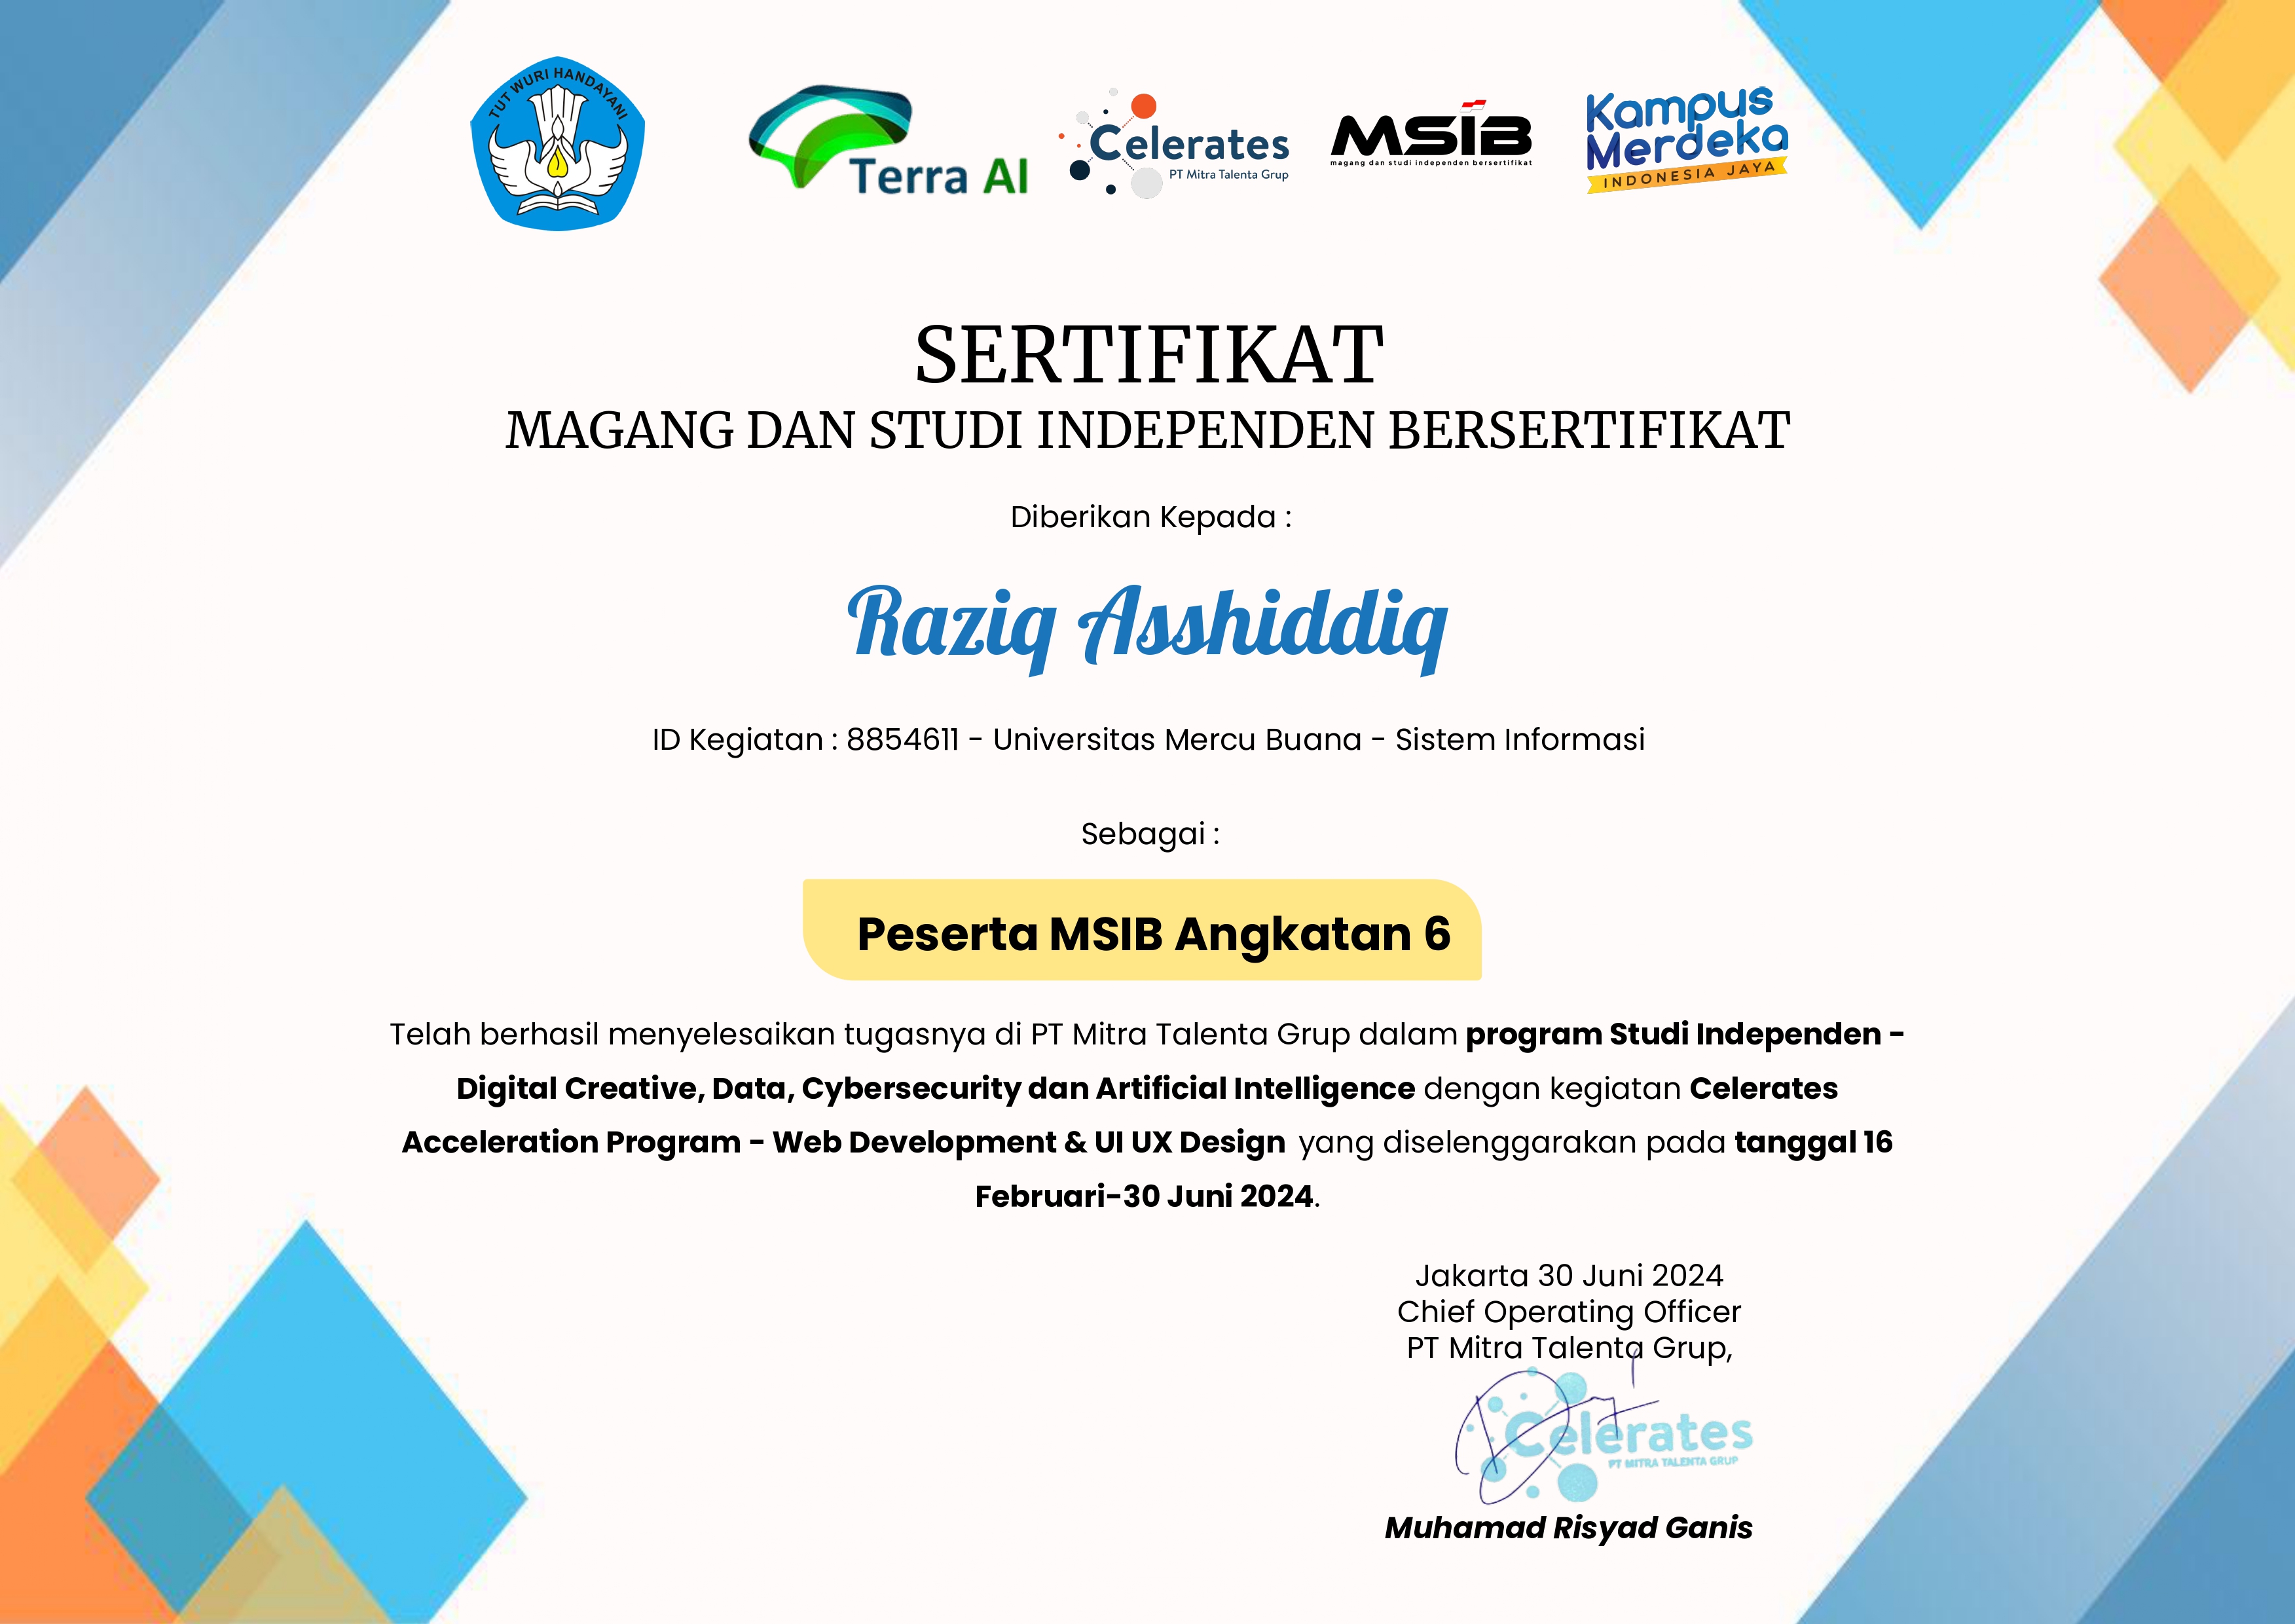 TUT WURI HANDAYANI
Terra AI
Celerates
PT Mitra Talenta Grup
MSIB
magang dan studi independen bersertifikat
Kampus
Merdeka
INDONESIA JAYA
SERTIFIKAT
MAGANG DAN STUDI INDEPENDEN BERSERTIFIKAT
Diberikan Kepada :
Raziq Asshiddiq
ID Kegiatan : 8854611 - Universitas Mercu Buana - Sistem Informasi
Sebagai :
Peserta MSIB Angkatan 6
Telah berhasil menyelesaikan tugasnya di PT Mitra Talenta Grup dalam program Studi Independen -
Digital Creative, Data, Cybersecurity dan Artificial Intelligence dengan kegiatan Celerates
Acceleration Program - Web Development & UI UX Design yang diselenggarakan pada tanggal 16
Februari-30 Juni 2024.
Jakarta 30 Juni 2024
Chief Operating Officer
PT Mitra Talenta Grup,
Celerates
PT MITRA TALENTA GRUP
Muhamad Risyad Ganis